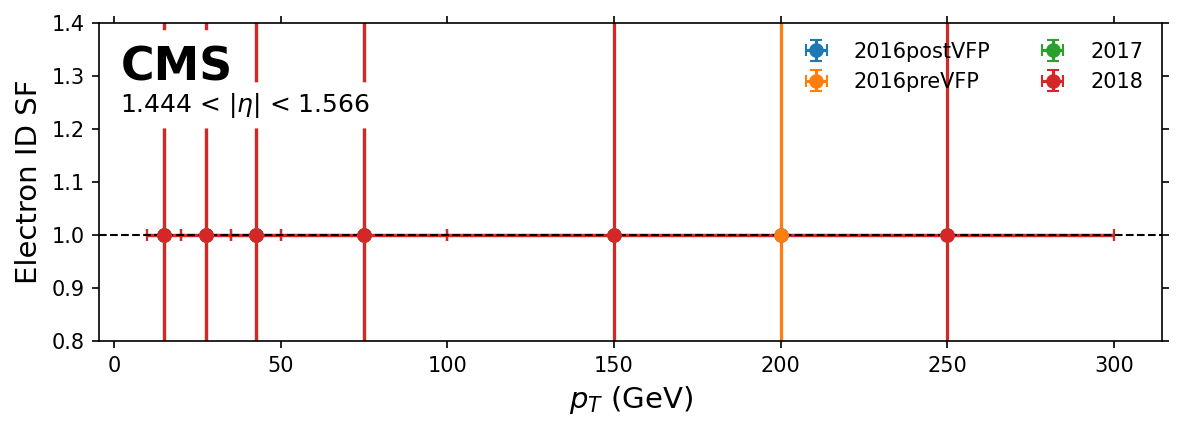 CMS
1.444 < |η| < 1.566
2016postVFP
2016preVFP
2017
2018
Electron ID SF
1.4
1.3
1.2
1.1
1.0
0.9
0.8
0 50 100 150 200 250 300
p_T (GeV)